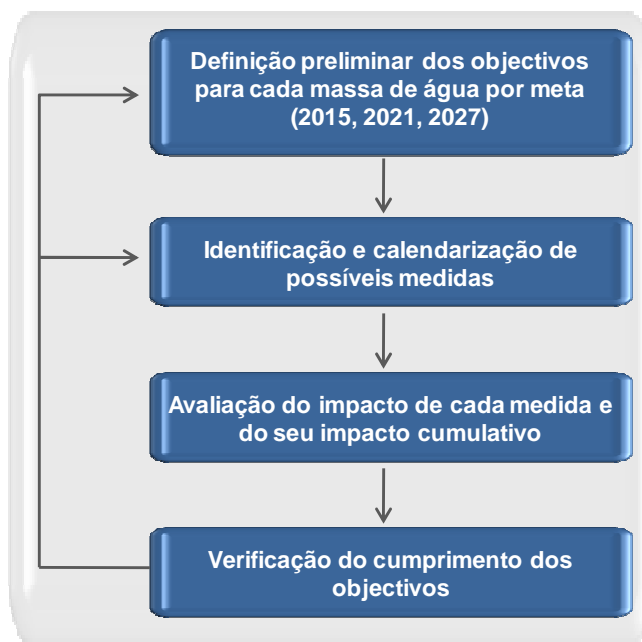 Definição preliminar dos objectivos
para cada massa de água por meta
(2015, 2021, 2027)
Identificação e calendarização de
possíveis medidas
Avaliação do impacto de cada medida e
do seu impacto cumulativo
Verificação do cumprimento dos
objectivos